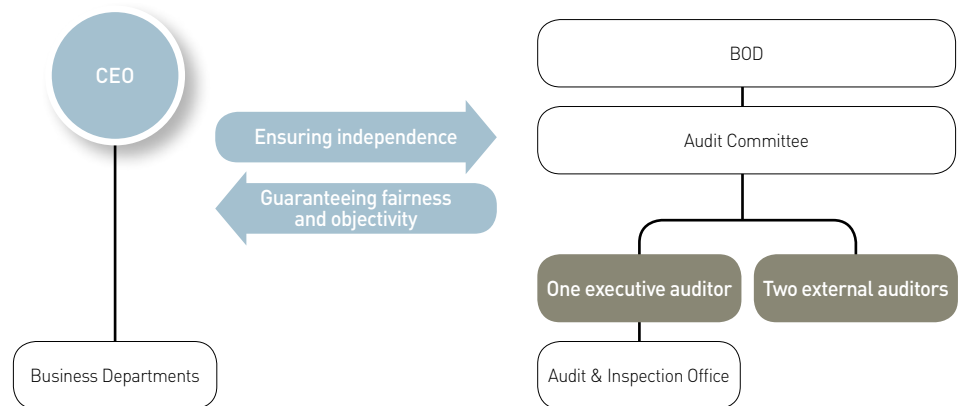 CEO
BOD
Ensuring independence
Audit Committee
Guaranteeing fairness
and objectivity
One executive auditor
Two external auditors
Business Departments
Audit & Inspection Office